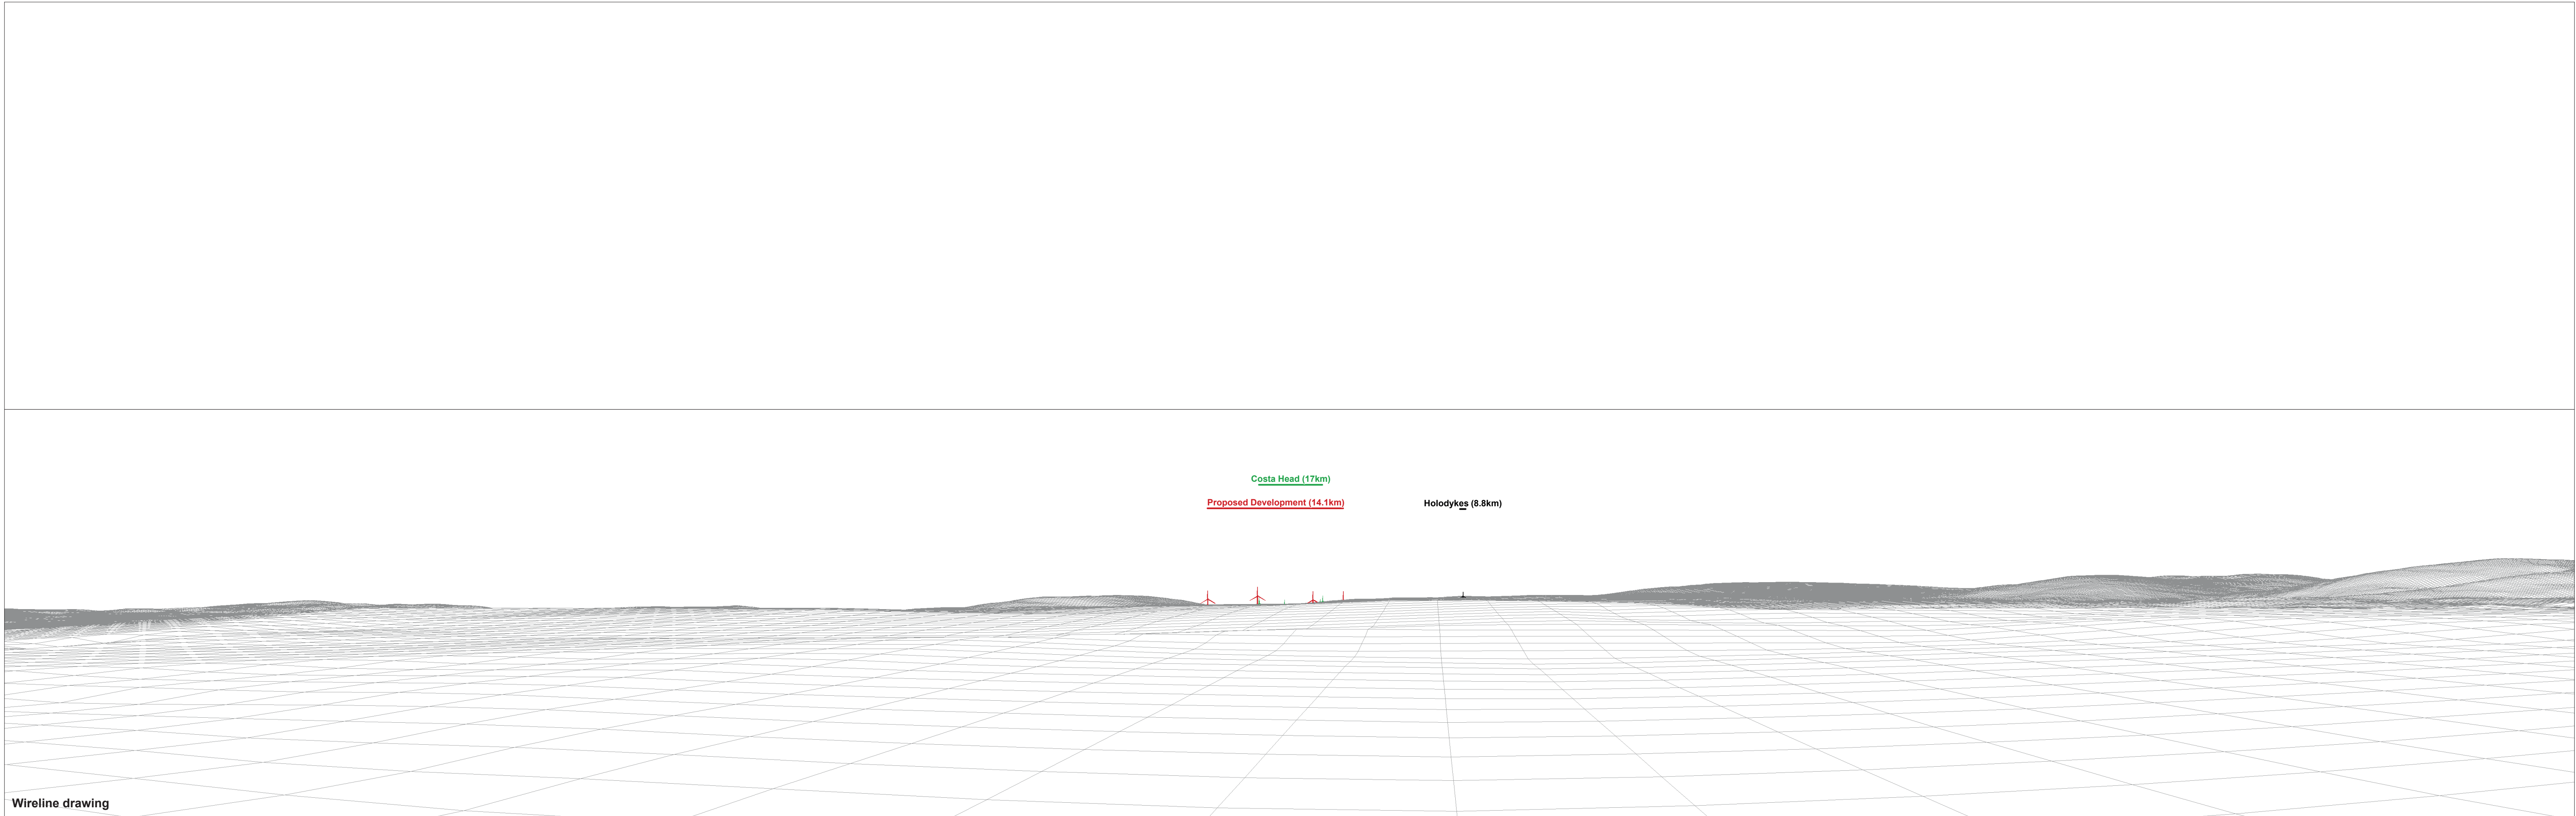 Costa Head (17km)
Proposed Development (14.1km)
Holodykes (8.8km)
Wireline drawing